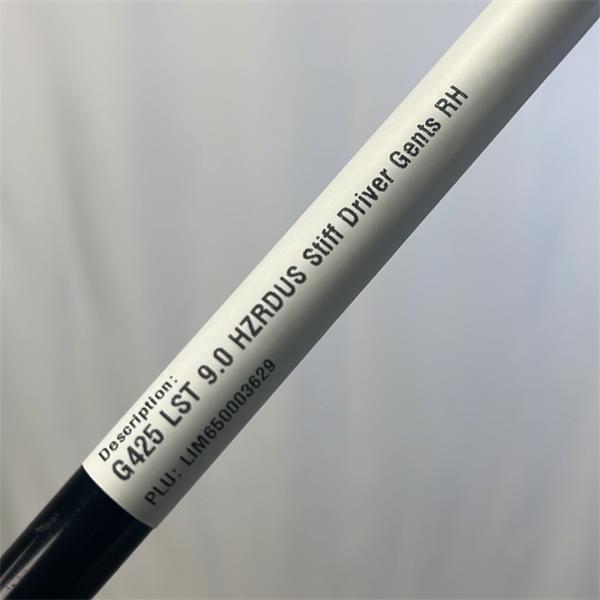 Description:
G425 LST 9.0 HZRDUS Stiff Driver Gents RH
PLU: LIM650003629